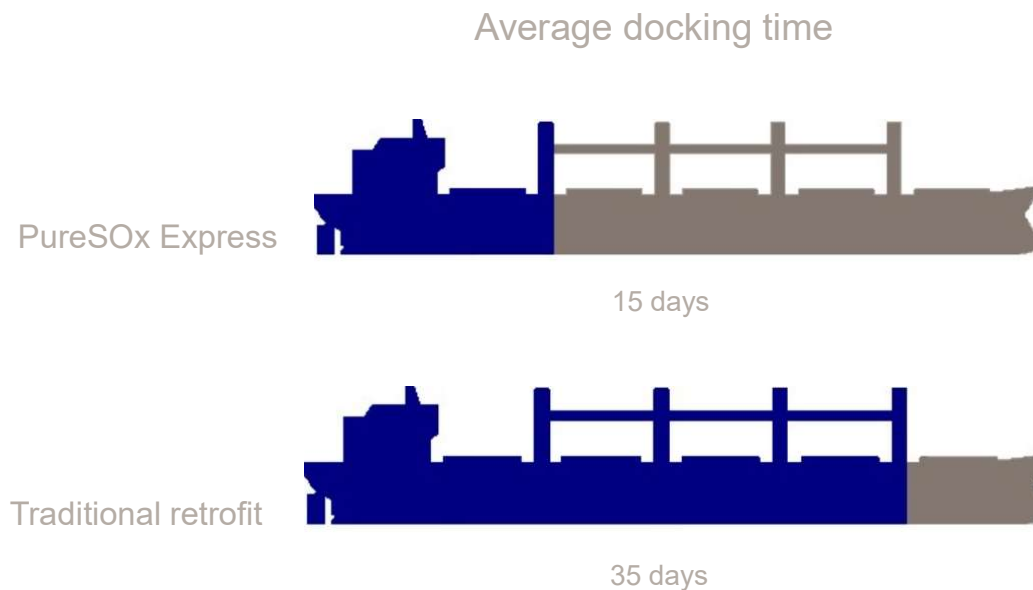 Average docking time
PureSOx Express
15 days
Traditional retrofit
35 days